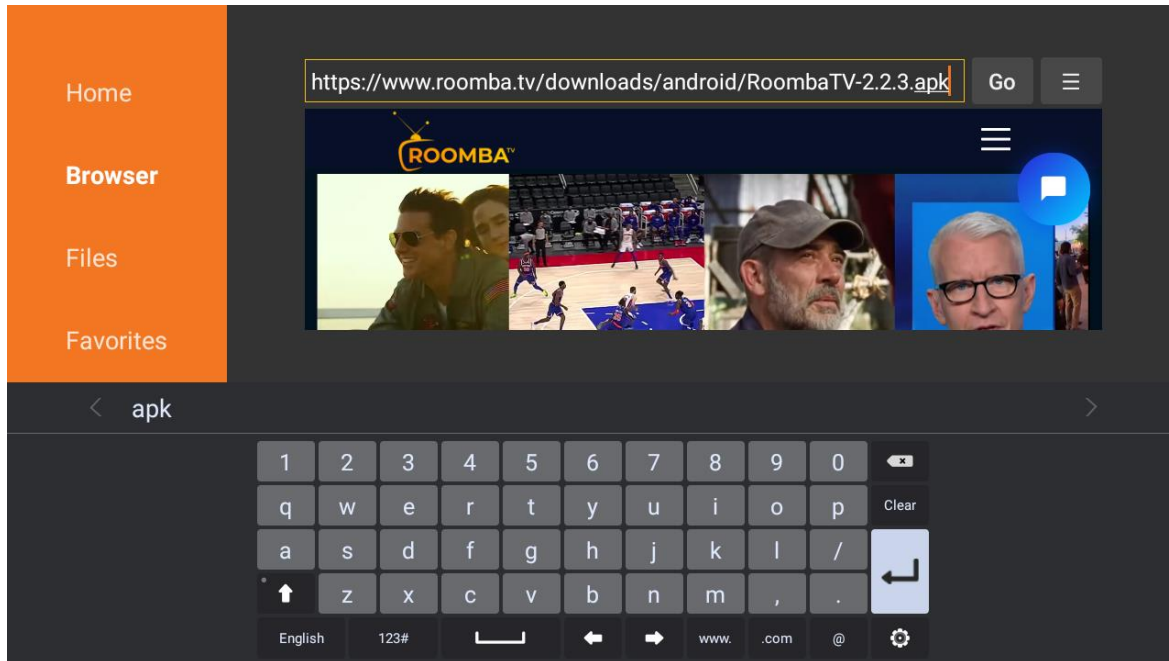 Home
Browser
Files
Favorites
https://www.roomba.tv/downloads/android/RoombaTV-2.2.3.apk
Go
ROOMBA TV
apk
1 2 3 4 5 6 7 8 9 0
q w e r t y u i o p Clear
a s d f g h j k l /
z x c v b n m , .
English 123# www. .com @